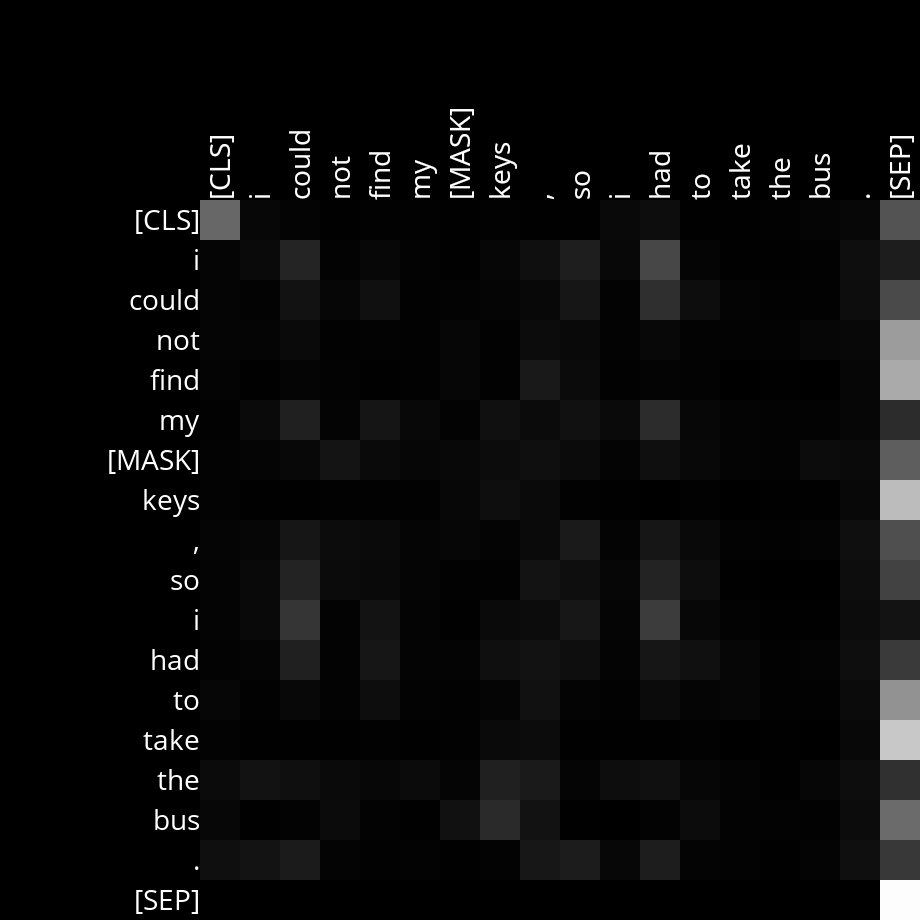 [CLS] i could not find my [MASK] keys , so i had to take the bus . [SEP]
[CLS]
i
could
not
find
my
[MASK]
keys
,
so
i
had
to
take
the
bus
.
[SEP]